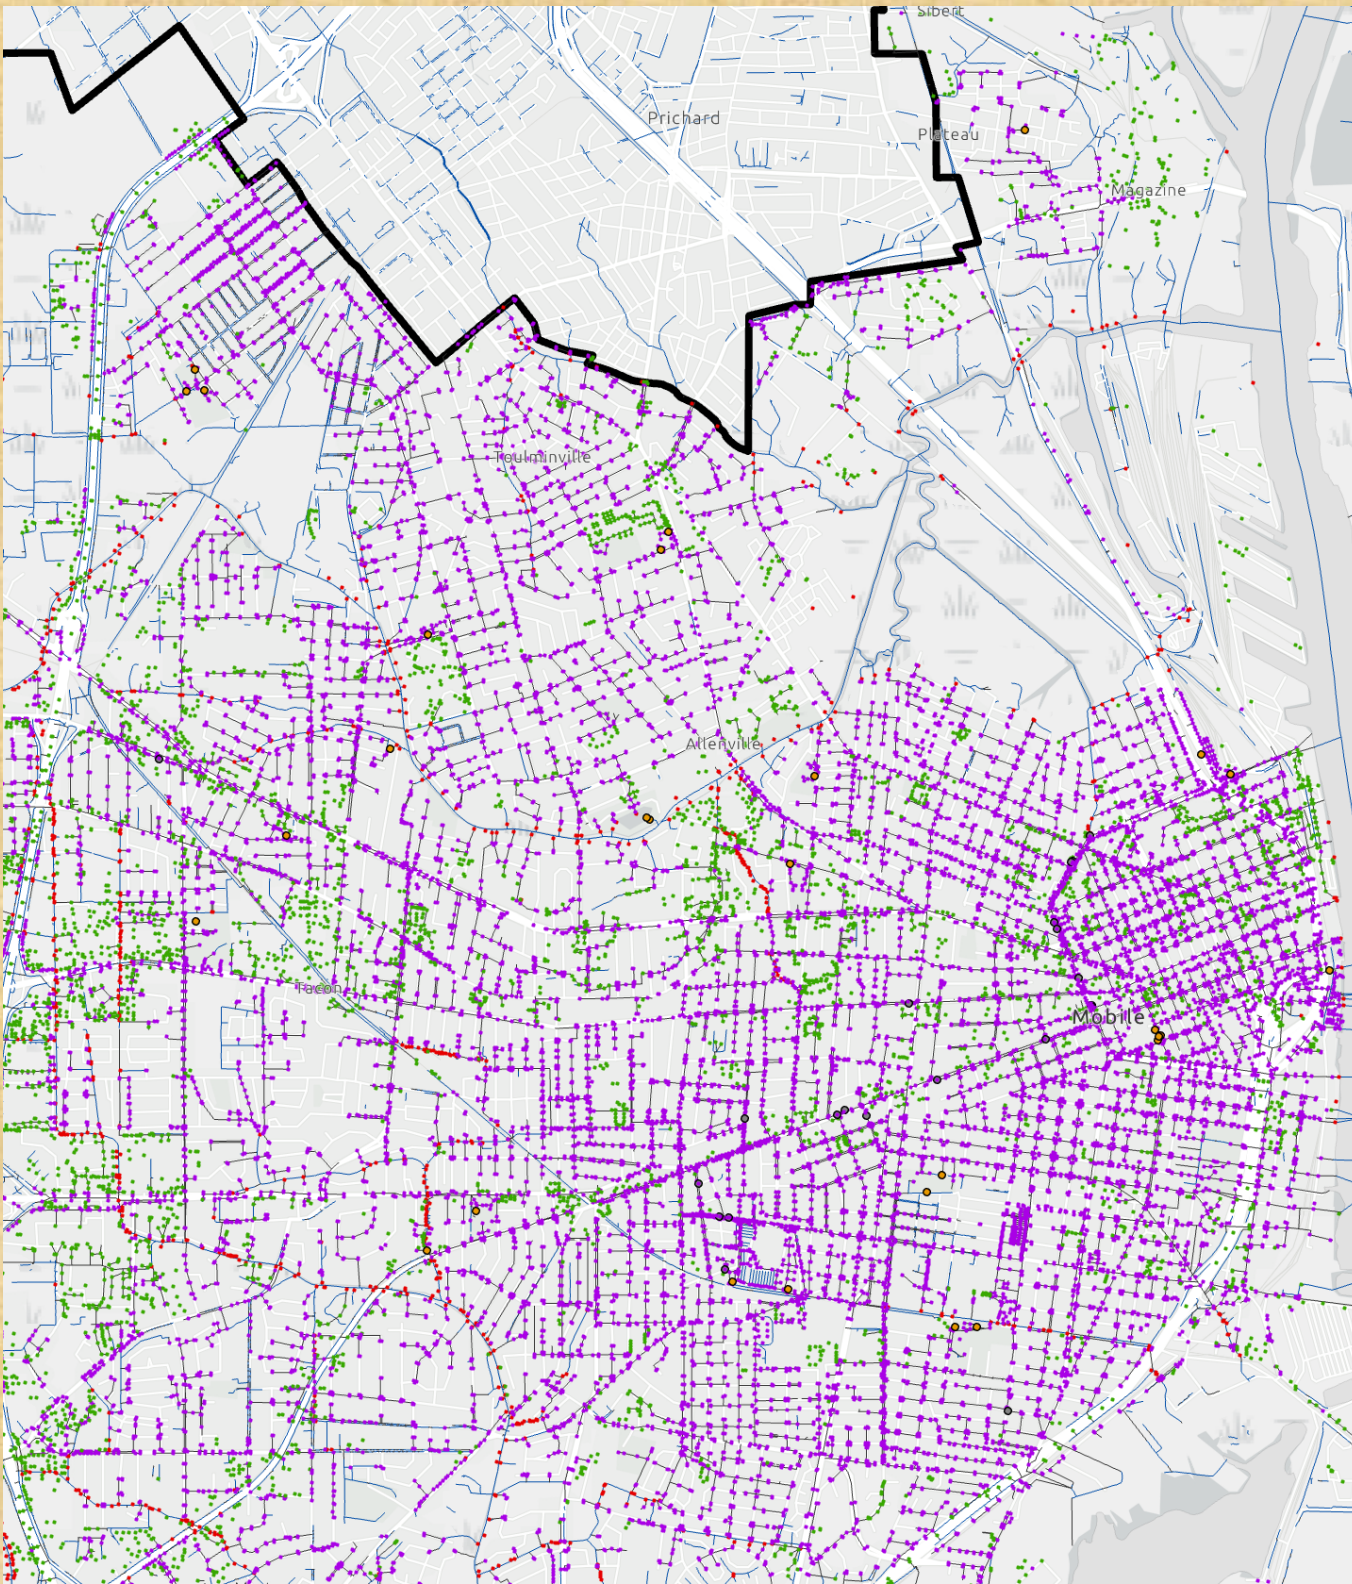 Sibert
Prichard
Plateau
Magazine
Toulminville
Allenville
Tacon
Mobile